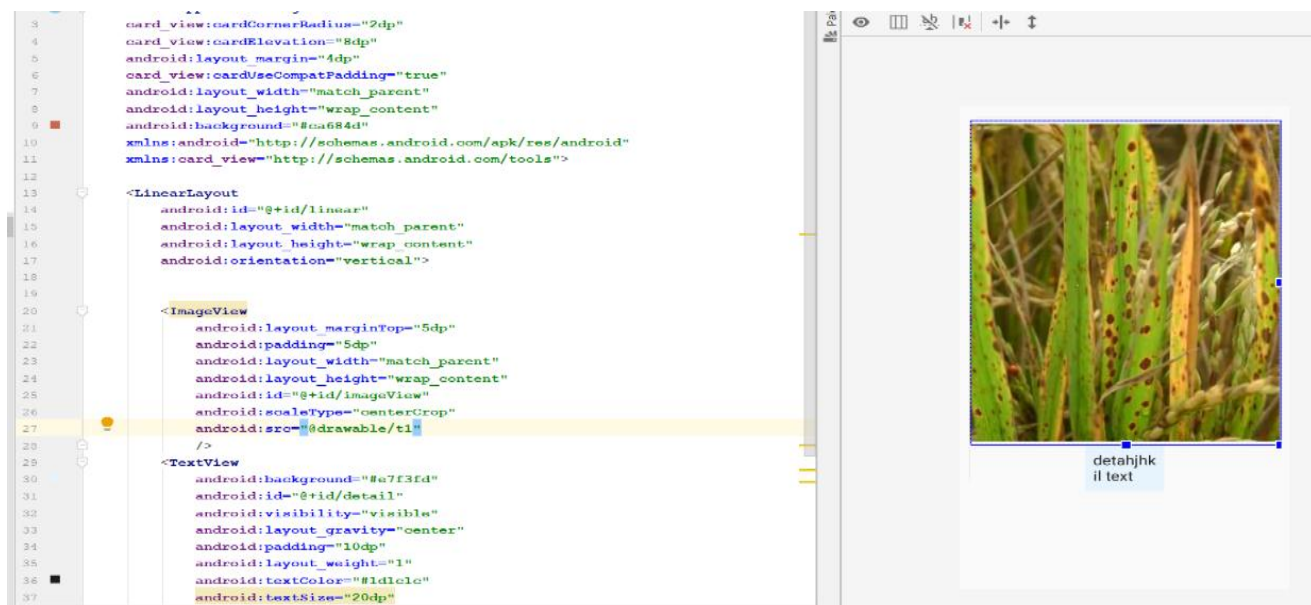 3 card_view:cardCornerRadius="2dp"
4 card_view:cardElevation="8dp"
5 android:layout_margin="4dp"
6 card_view:cardUseCompatPadding="true"
7 android:layout_width="match_parent"
8 android:layout_height="wrap_content"
9 android:background="#ca684d"
10 xmlns:android="http://schemas.android.com/apk/res/android"
11 xmlns:card_view="http://schemas.android.com/tools">
12
13 <LinearLayout
14 android:id="@+id/linear"
15 android:layout_width="match_parent"
16 android:layout_height="wrap_content"
17 android:orientation="vertical">
18
19
20 <ImageView
21 android:layout_marginTop="5dp"
22 android:padding="5dp"
23 android:layout_width="match_parent"
24 android:layout_height="wrap_content"
25 android:id="@+id/imageView"
26 android:scaleType="centerCrop"
27 android:src="@drawable/t1"
28 />
29 <TextView
30 android:background="#e7f3fd"
31 android:id="@+id/detail"
32 android:visibility="visible"
33 android:layout_gravity="center"
34 android:padding="10dp"
35 android:layout_weight="1"
36 android:textColor="#1d1c1c"
37 android:textSize="20dp"
Pa
detahjhk
il text